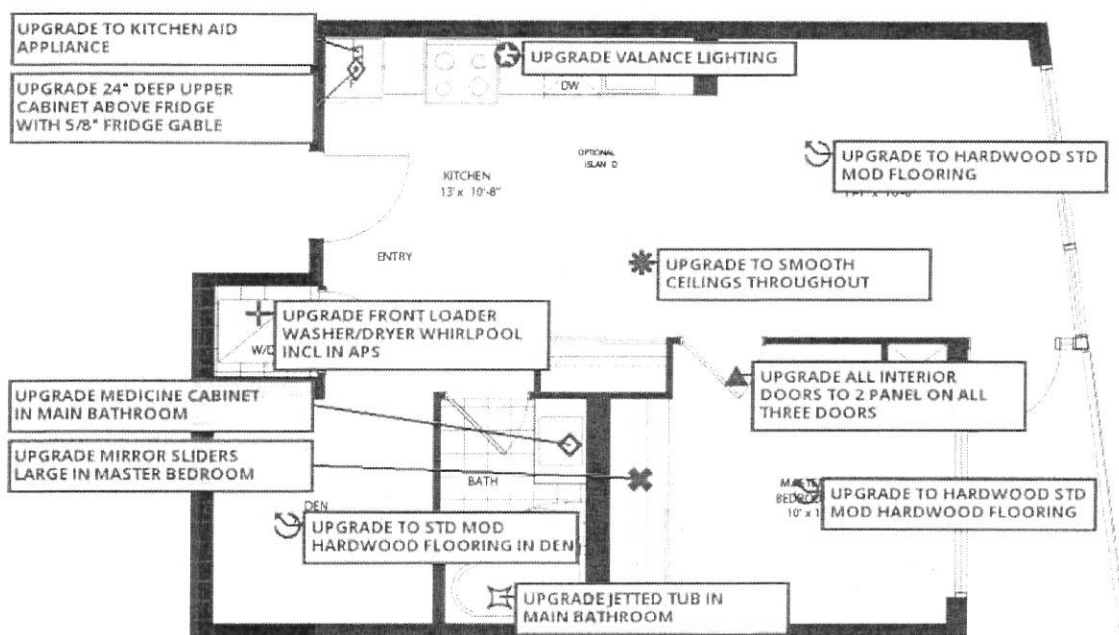 UPGRADE TO KITCHEN AID
APPLIANCE
UPGRADE 24" DEEP UPPER
CABINET ABOVE FRIDGE
WITH 5/8" FRIDGE GABLE
UPGRADE VALANCE LIGHTING
DW
OPTIONAL
ISLAN D
KITCHEN
13' x 10'-8"
UPGRADE TO HARDWOOD STD
MOD FLOORING
ENTRY
UPGRADE TO SMOOTH
CEILINGS THROUGHOUT
UPGRADE FRONT LOADER
WASHER/DRYER WHIRLPOOL
INCL IN APS
W/D
UPGRADE MEDICINE CABINET
IN MAIN BATHROOM
UPGRADE ALL INTERIOR
DOORS TO 2 PANEL ON ALL
THREE DOORS
UPGRADE MIRROR SLIDERS
LARGE IN MASTER BEDROOM
BATH
UPGRADE TO HARDWOOD STD
MOD HARDWOOD FLOORING
DEN
UPGRADE TO STD MOD
HARDWOOD FLOORING IN DEN
UPGRADE JETTED TUB IN
MAIN BATHROOM